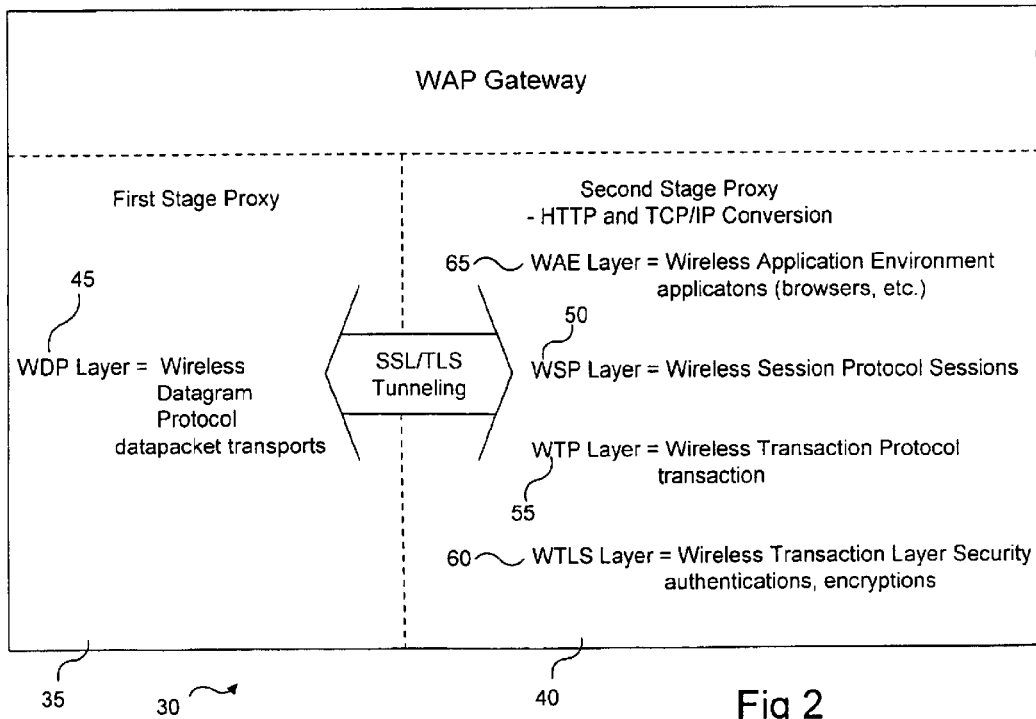 WAP Gateway
First Stage Proxy
Second Stage Proxy
- HTTP and TCP/IP Conversion
65
WAE Layer = Wireless Application Environment
applicatons (browsers, etc.)
45
50
WDP Layer = Wireless
Datagram
Protocol
datapacket transports
SSL/TLS
Tunneling
WSP Layer = Wireless Session Protocol Sessions
WTP Layer = Wireless Transaction Protocol
transaction
55
60
WTLS Layer = Wireless Transaction Layer Security
authentications, encryptions
35
30
40
Fig 2